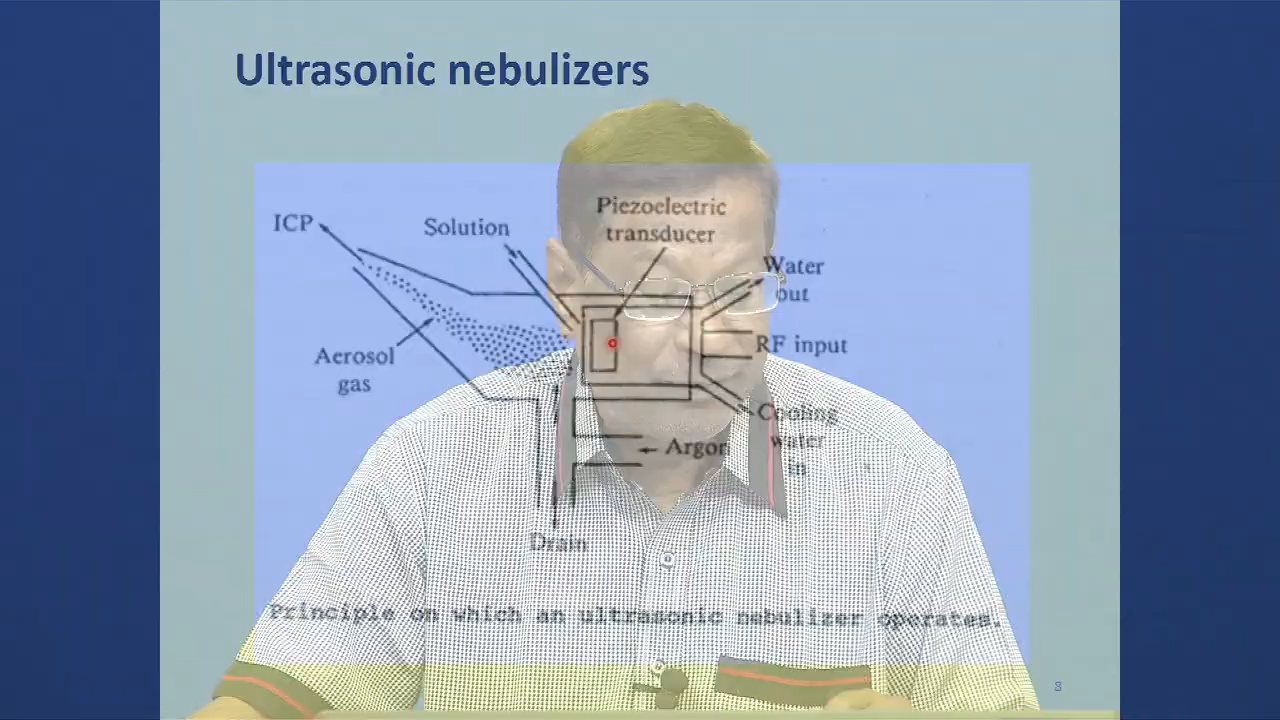 Ultrasonic nebulizers
ICP
Solution
Piezoelectric
transducer
Water
out
Aerosol
gas
RF input
Cooling
water
in
Argon
Drain
Principle on which an ultrasonic nebulizer operates.
8